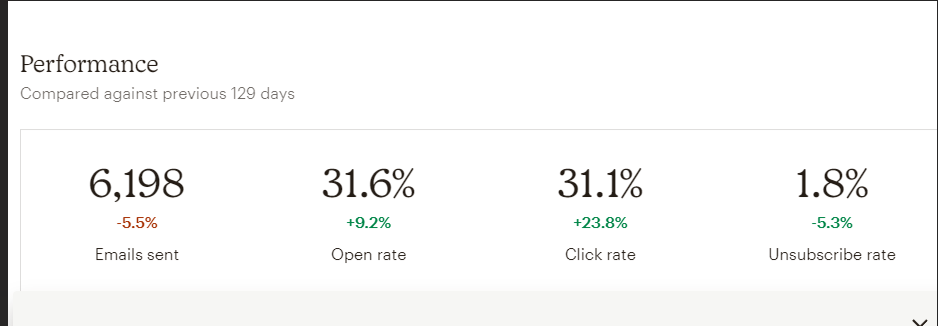 Performance
Compared against previous 129 days
6,198 31.6% 31.1% 1.8%
-5.5% +9.2% +23.8% -5.3%
Emails sent Open rate Click rate Unsubscribe rate